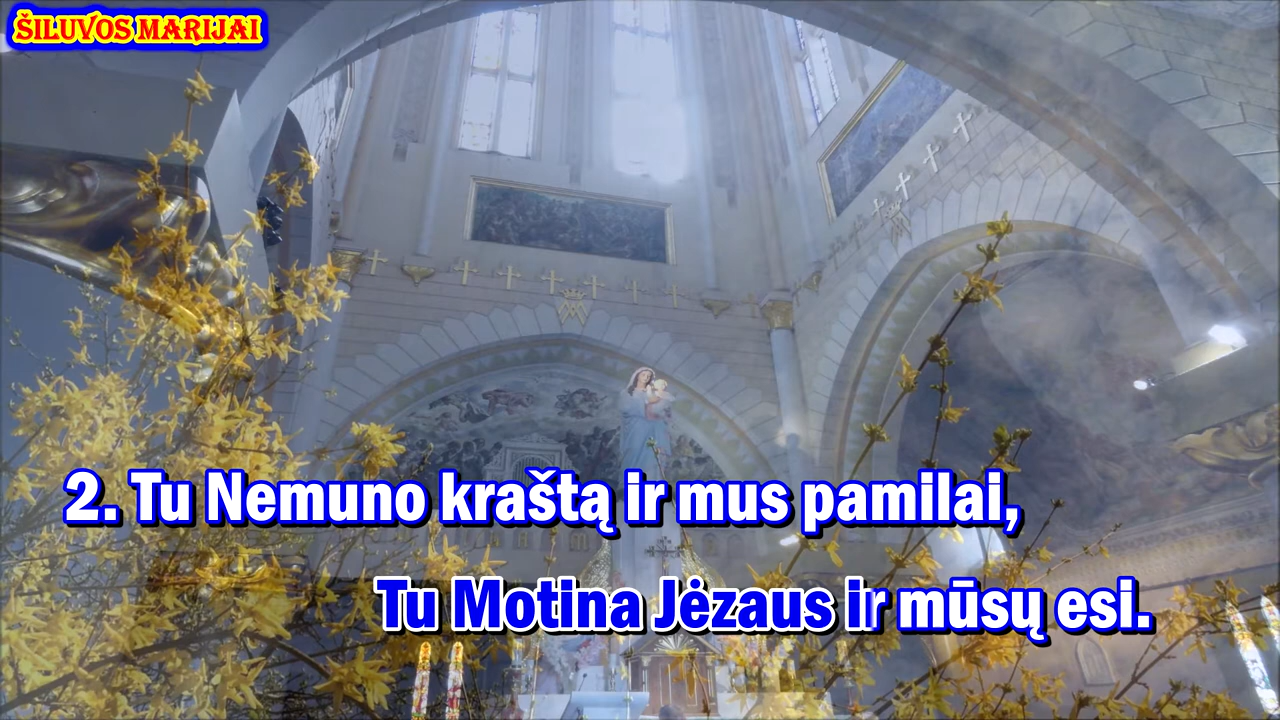 ŠILUVOS MARIJAI
2. Tu Nemuno kraštą ir mus pamilai,
Tu Motina Jėzaus ir mūsų esi.